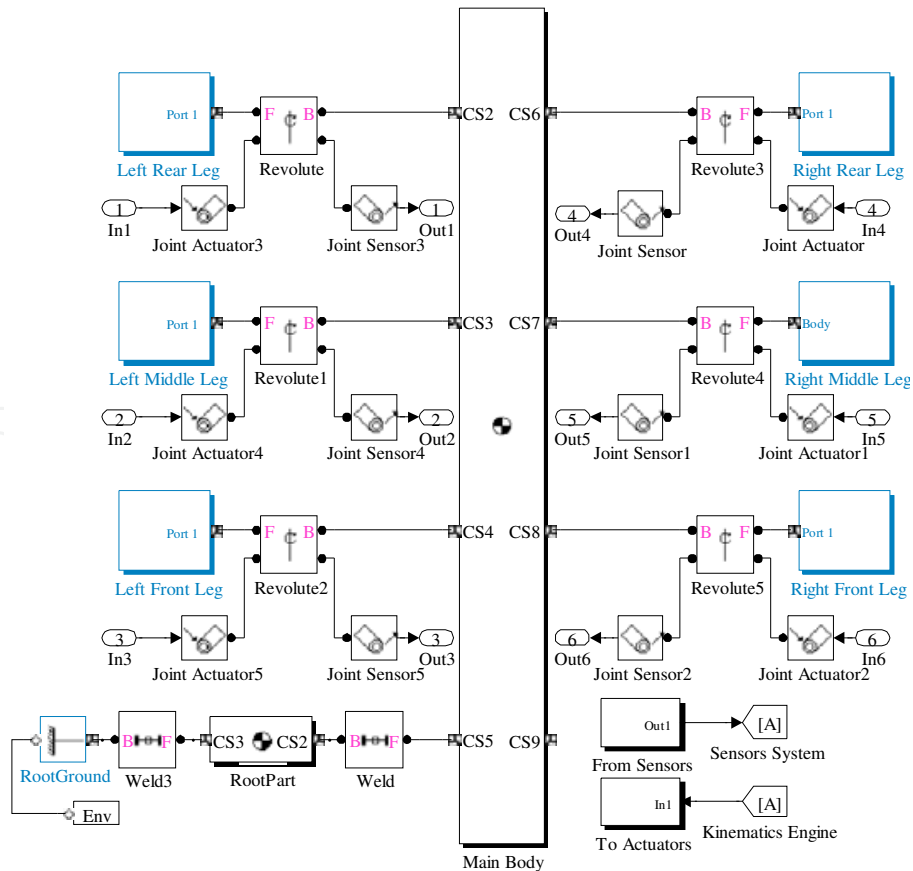 CS2 CS6
Port 1 F B B F Port 1
Left Rear Leg Revolute Revolute3 Right Rear Leg
1 1 4 4
In1 Joint Actuator3 Joint Sensor3 Out1 Out4 Joint Sensor Joint Actuator In4
Port 1 F B CS3 CS7 B F Body
Left Middle Leg Revolute1 Revolute4 Right Middle Leg
2 2 5 5
In2 Joint Actuator4 Joint Sensor4 Out2 Out5 Joint Sensor1 Joint Actuator1 In5
Port 1 F B CS4 CS8 B F Port 1
Left Front Leg Revolute2 Revolute5 Right Front Leg
3 3 6 6
In3 Joint Actuator5 Joint Sensor5 Out3 Out6 Joint Sensor2 Joint Actuator2 In6
B F CS3 CS2 B F CS5 CS9 Out1 [A]
RootGround Weld3 RootPart Weld From Sensors Sensors System
Env In1 [A]
To Actuators Kinematics Engine
Main Body